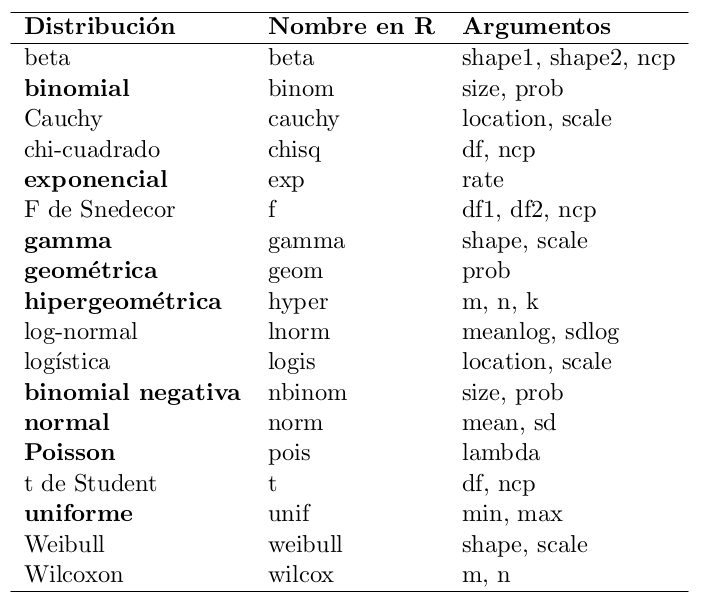 Distribución Nombre en R Argumentos
beta beta shape1, shape2, ncp
binomial binom size, prob
Cauchy cauchy location, scale
chi-cuadrado chisq df, ncp
exponencial exp rate
F de Snedecor f df1, df2, ncp
gamma gamma shape, scale
geométrica geom prob
hipergeométrica hyper m, n, k
log-normal lnorm meanlog, sdlog
logística logis location, scale
binomial negativa nbinom size, prob
normal norm mean, sd
Poisson pois lambda
t de Student t df, ncp
uniforme unif min, max
Weibull weibull shape, scale
Wilcoxon wilcox m, n